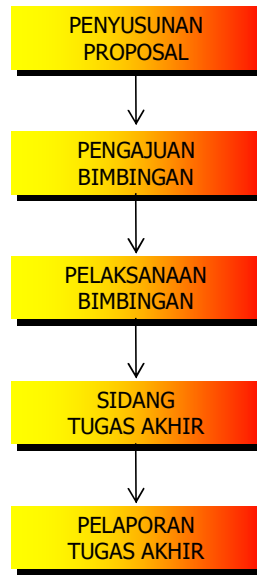 PENYUSUNAN
PROPOSAL
PENGAJUAN
BIMBINGAN
PELAKSANAAN
BIMBINGAN
SIDANG
TUGAS AKHIR
PELAPORAN
TUGAS AKHIR